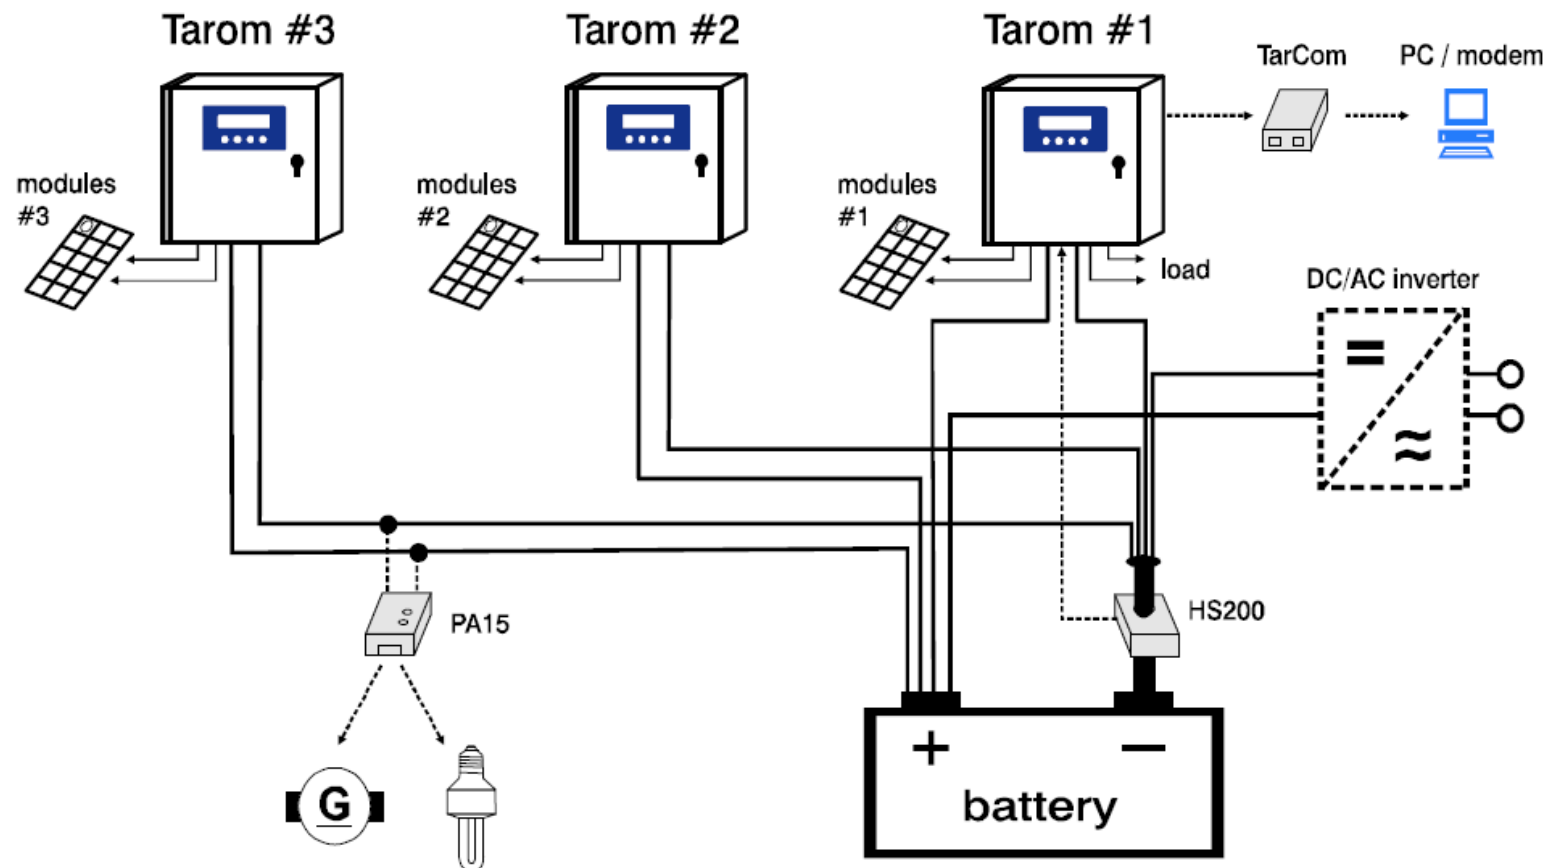 Tarom #3
Tarom #2
Tarom #1
TarCom
PC / modem
modules
#3
modules
#2
modules
#1
load
DC/AC inverter
=
≈
PA15
HS200
G
+
—
battery